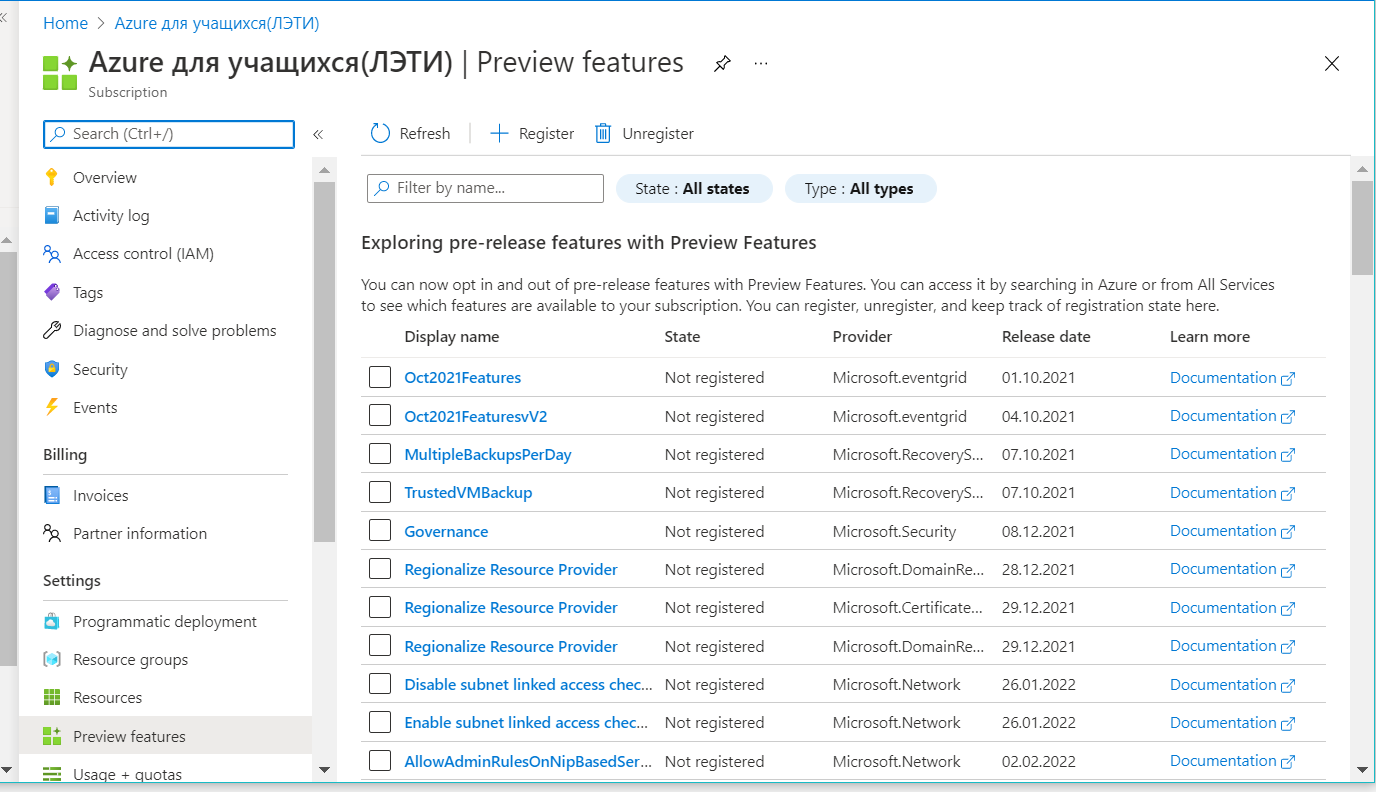 Home > Azure для учащихся(ЛЭТИ)
Azure для учащихся(ЛЭТИ) | Preview features
Subscription
Search (Ctrl+/)
Overview
Activity log
Access control (IAM)
Tags
Diagnose and solve problems
Security
Events
Billing
Invoices
Partner information
Settings
Programmatic deployment
Resource groups
Resources
Preview features
Usage + quotas
Refresh Register Unregister
Filter by name... State : All states Type : All types
Exploring pre-release features with Preview Features
You can now opt in and out of pre-release features with Preview Features. You can access it by searching in Azure or from All Services
to see which features are available to your subscription. You can register, unregister, and keep track of registration state here.
Display name State Provider Release date Learn more
Oct2021Features Not registered Microsoft.eventgrid 01.10.2021 Documentation
Oct2021FeaturesvV2 Not registered Microsoft.eventgrid 04.10.2021 Documentation
MultipleBackupsPerDay Not registered Microsoft.RecoveryS... 07.10.2021 Documentation
TrustedVMBackup Not registered Microsoft.RecoveryS... 07.10.2021 Documentation
Governance Not registered Microsoft.Security 08.12.2021 Documentation
Regionalize Resource Provider Not registered Microsoft.DomainRe... 28.12.2021 Documentation
Regionalize Resource Provider Not registered Microsoft.Certificate... 29.12.2021 Documentation
Regionalize Resource Provider Not registered Microsoft.DomainRe... 29.12.2021 Documentation
Disable subnet linked access chec... Not registered Microsoft.Network 26.01.2022 Documentation
Enable subnet linked access chec... Not registered Microsoft.Network 26.01.2022 Documentation
AllowAdminRulesOnNipBasedSer... Not registered Microsoft.Network 02.02.2022 Documentation